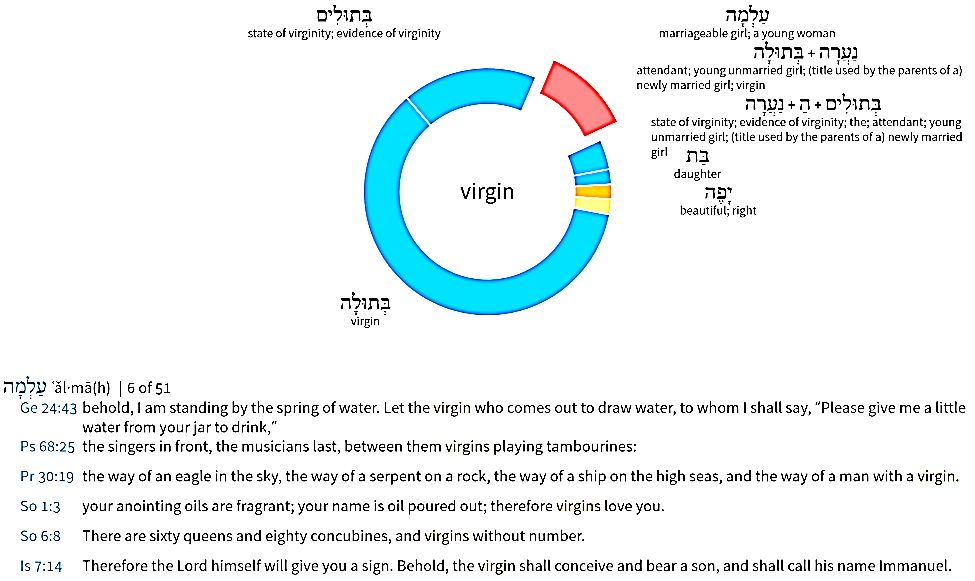 בְּתוּלִים
state of virginity; evidence of virginity
עַלְמָה
marriageable girl; a young woman
נַעֲרָה + בְּתוּלָה
attendant; young unmarried girl; (title used by the parents of a)
newly married girl; virgin
בְּתוּלִים + הַ + נַעֲרָה
state of virginity; evidence of virginity; the; attendant; young
unmarried girl; (title used by the parents of a) newly married
girl
בַּת
daughter
יָפֶה
beautiful; right
virgin
בְּתוּלָה
virgin
עַלְמָה ʿăl·mā(h) | 6 of 51
Ge 24:43 behold, I am standing by the spring of water. Let the virgin who comes out to draw water, to whom I shall say, “Please give me a little
water from your jar to drink,”
Ps 68:25 the singers in front, the musicians last, between them virgins playing tambourines:
Pr 30:19 the way of an eagle in the sky, the way of a serpent on a rock, the way of a ship on the high seas, and the way of a man with a virgin.
So 1:3 your anointing oils are fragrant; your name is oil poured out; therefore virgins love you.
So 6:8 There are sixty queens and eighty concubines, and virgins without number.
Is 7:14 Therefore the Lord himself will give you a sign. Behold, the virgin shall conceive and bear a son, and shall call his name Immanuel.